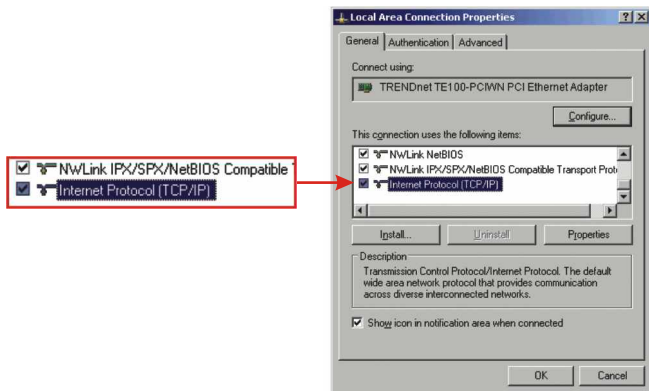 Local Area Connection Properties
General Authentication Advanced
Connect using:
TRENDnet TE100-PCIWN PCI Ethernet Adapter
Configure...
This connection uses the following items:
NWLink NetBIOS
NWLink IPX/SPX/NetBIOS Compatible Transport Prot
Internet Protocol (TCP/IP)
NWLink IPX/SPX/NetBIOS Compatible
Internet Protocol (TCP/IP)
Install... Uninstall Properties
Description
Transmission Control Protocol/Internet Protocol. The default
wide area network protocol that provides communication
across diverse interconnected networks.
Show icon in notification area when connected
OK Cancel